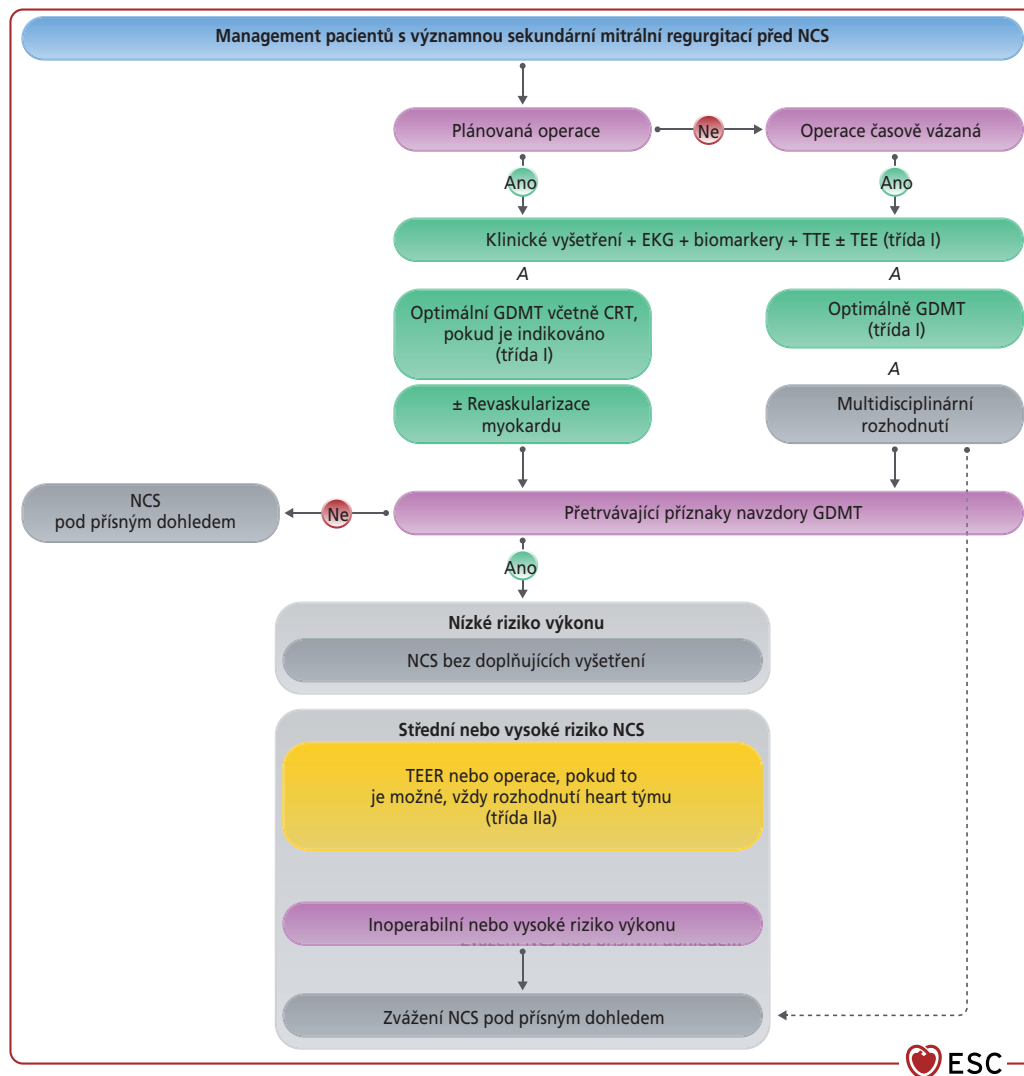 Management pacientů s významnou sekundární mitrální regurgitací před NCS
Plánovaná operace
Ne
Operace časově vázaná
Ano
Ano
Klinické vyšetření + EKG + biomarkery + TTE ± TEE (třída I)
A
A
Optimální GDMT včetně CRT,
pokud je indikováno
(třída I)
Optimálně GDMT
(třída I)
A
± Revaskularizace
myokardu
Multidisciplinární
rozhodnutí
NCS
pod přísným dohledem
Ne
Přetrvávající příznaky navzdory GDMT
Ano
Nízké riziko výkonu
NCS bez doplňujících vyšetření
Střední nebo vysoké riziko NCS
TEER nebo operace, pokud to
je možné, vždy rozhodnutí heart týmu
(třída IIa)
Inoperabilní nebo vysoké riziko výkonu
Zvážení NCS pod přísným dohledem
ESC